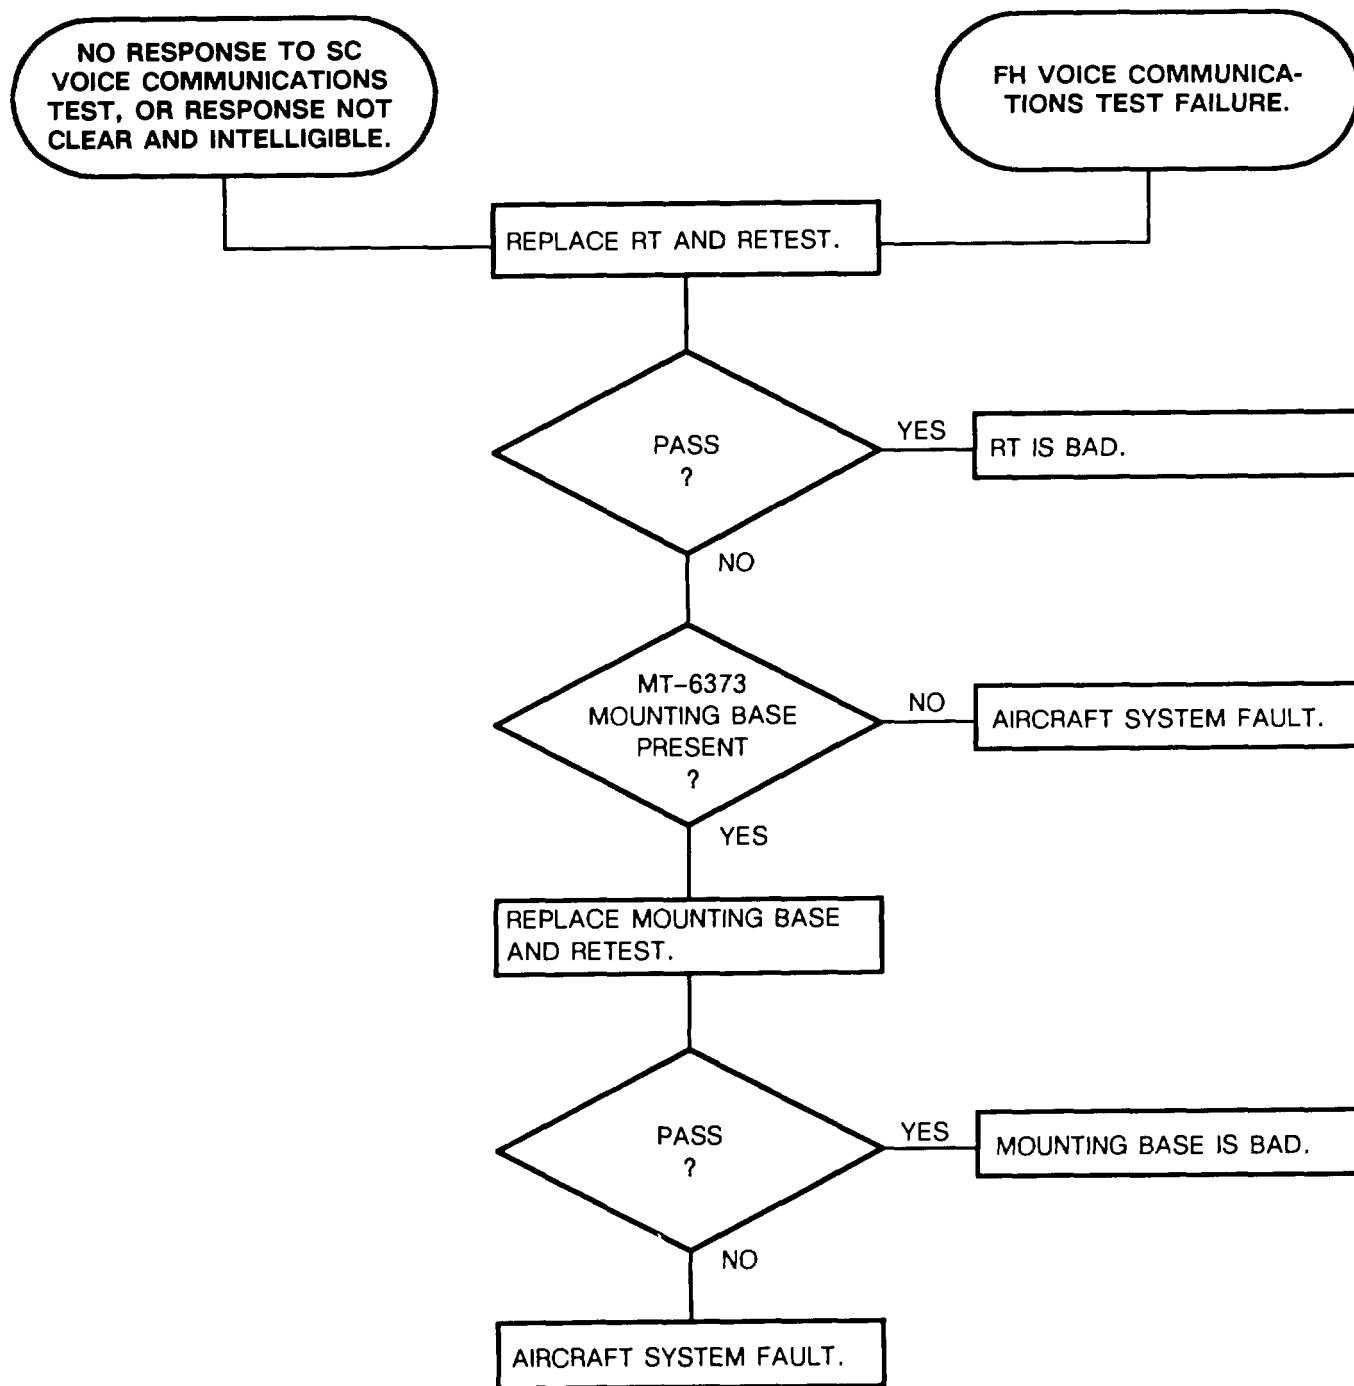 NO RESPONSE TO SC
VOICE COMMUNICATIONS
TEST, OR RESPONSE NOT
CLEAR AND INTELLIGIBLE.
FH VOICE COMMUNICA-
TIONS TEST FAILURE.
REPLACE RT AND RETEST.
PASS
?
YES
RT IS BAD.
NO
MT-6373
MOUNTING BASE
PRESENT
?
NO
AIRCRAFT SYSTEM FAULT.
YES
REPLACE MOUNTING BASE
AND RETEST.
PASS
?
YES
MOUNTING BASE IS BAD.
NO
AIRCRAFT SYSTEM FAULT.